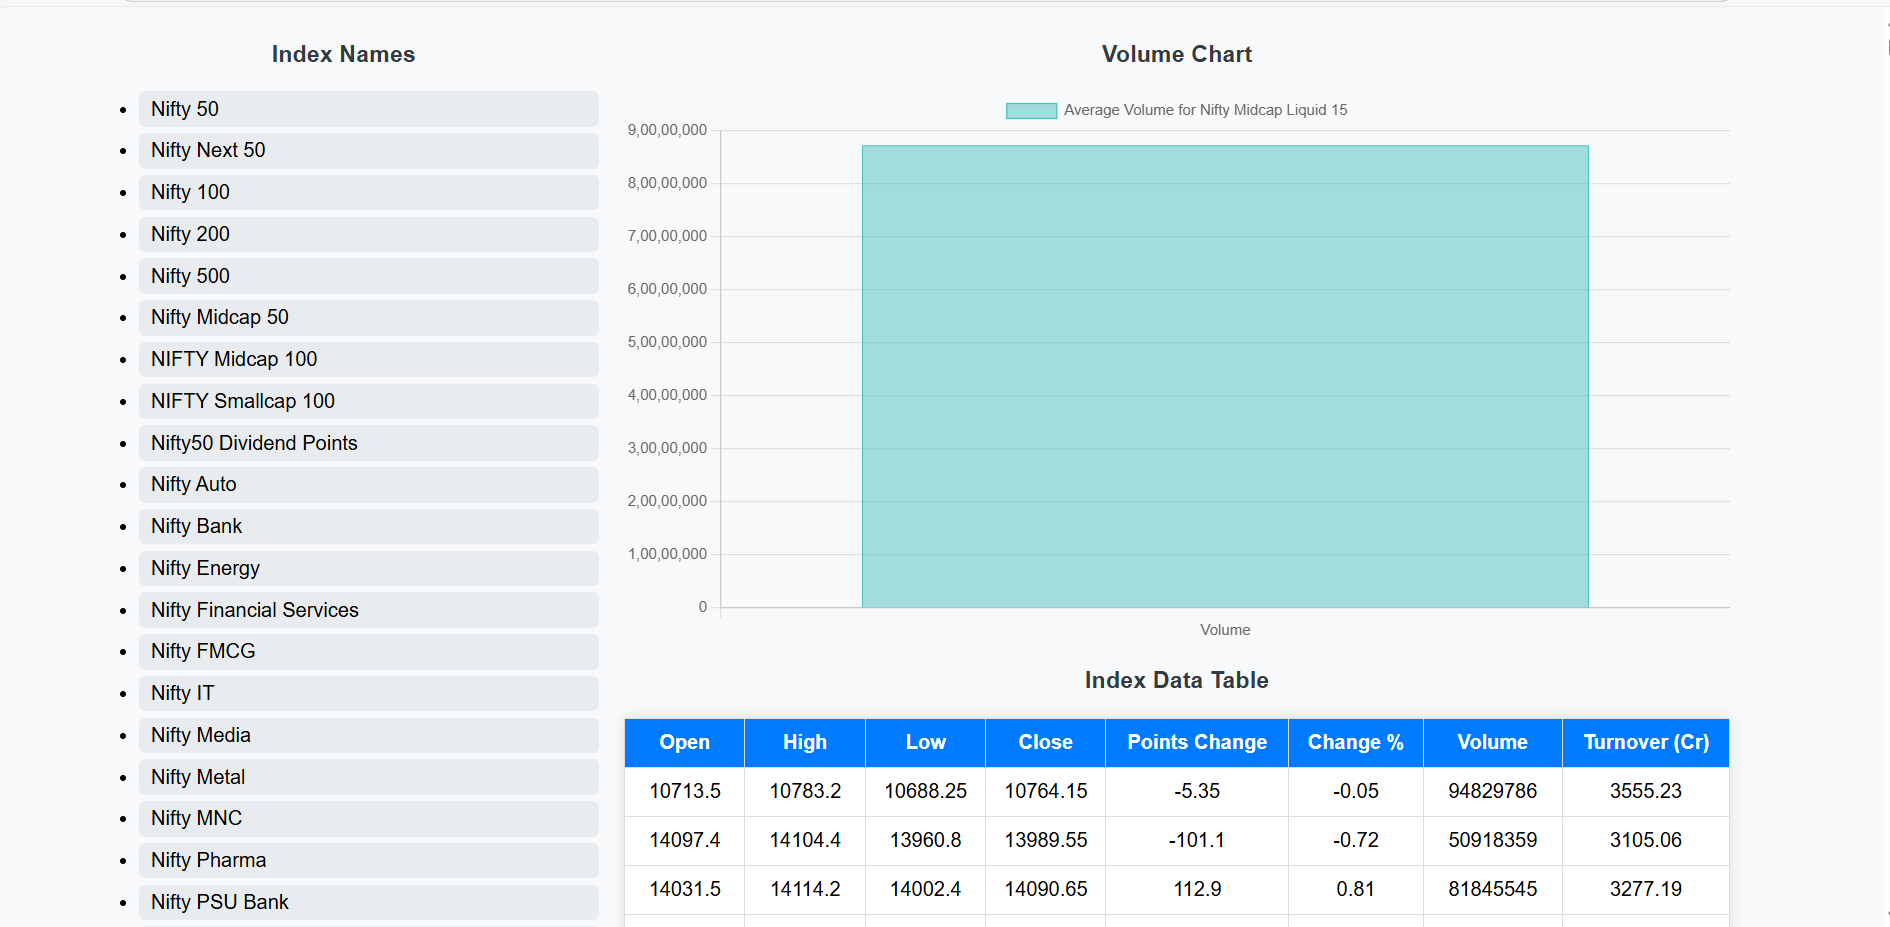 Index Names
Nifty 50
Nifty Next 50
Nifty 100
Nifty 200
Nifty 500
Nifty Midcap 50
NIFTY Midcap 100
NIFTY Smallcap 100
Nifty50 Dividend Points
Nifty Auto
Nifty Bank
Nifty Energy
Nifty Financial Services
Nifty FMCG
Nifty IT
Nifty Media
Nifty Metal
Nifty MNC
Nifty Pharma
Nifty PSU Bank
Volume Chart
Average Volume for Nifty Midcap Liquid 15
9,00,00,000
8,00,00,000
7,00,00,000
6,00,00,000
5,00,00,000
4,00,00,000
3,00,00,000
2,00,00,000
1,00,00,000
0
Volume
Index Data Table
Open High Low Close Points Change Change % Volume Turnover (Cr)
10713.5 10783.2 10688.25 10764.15 -5.35 -0.05 94829786 3555.23
14097.4 14104.4 13960.8 13989.55 -101.1 -0.72 50918359 3105.06
14031.5 14114.2 14002.4 14090.65 112.9 0.81 81845545 3277.19